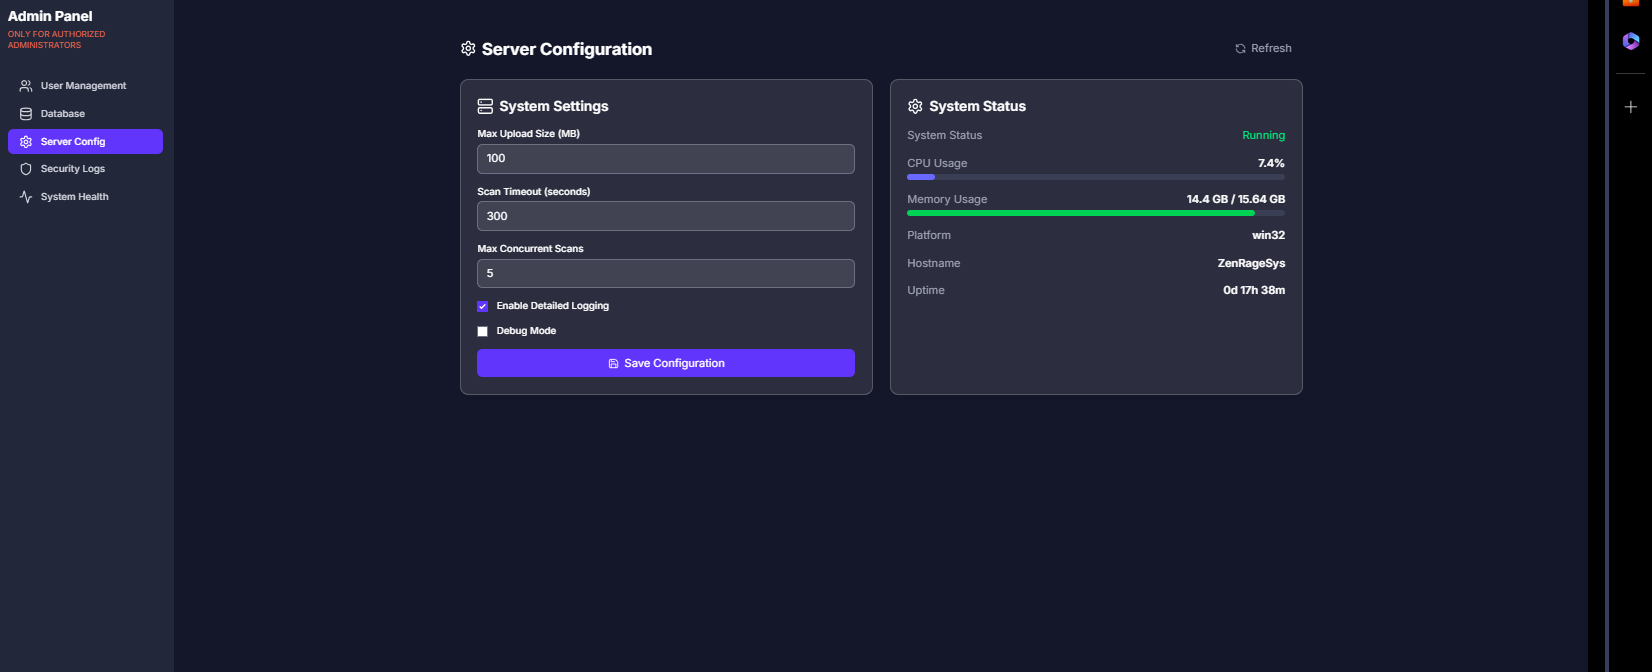 Admin Panel
ONLY FOR AUTHORIZED
ADMINISTRATORS
User Management
Database
Server Config
Security Logs
System Health
Server Configuration
Refresh
System Settings
Max Upload Size (MB)
100
Scan Timeout (seconds)
300
Max Concurrent Scans
5
Enable Detailed Logging
Debug Mode
Save Configuration
System Status
System Status Running
CPU Usage 7.4%
Memory Usage 14.4 GB / 15.64 GB
Platform win32
Hostname ZenRageSys
Uptime 0d 17h 38m